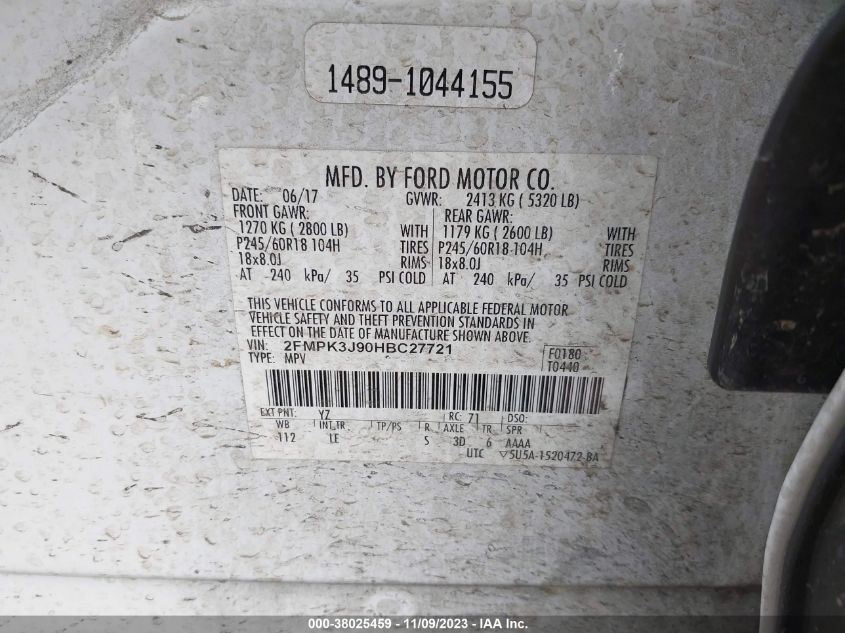 1489-1044155
MFD. BY FORD MOTOR CO.
DATE: 06/17 GVWR: 2413 KG ( 5320 LB)
FRONT GAWR: REAR GAWR:
1270 KG ( 2800 LB) WITH 1179 KG ( 2600 LB) WITH
P245/60R18 104H TIRES P245/60R18 104H TIRES
18x8.0J RIMS 18x8.0J RIMS
AT 240 kPa/ 35 PSI COLD AT 240 kPa/ 35 PSI COLD
THIS VEHICLE CONFORMS TO ALL APPLICABLE FEDERAL MOTOR
VEHICLE SAFETY AND THEFT PREVENTION STANDARDS IN
EFFECT ON THE DATE OF MANUFACTURE SHOWN ABOVE.
VIN: 2FMPK3J90HBC27721 F0180
TYPE: MPV T0440
EXT PNT: YZ RC: 71 DSO:
WB INT TR TP/PS R AXLE TR SPR
112 LE S 3D 6 AAAA
UTC ▽5U5A-1520472-BA
000-38025459 - 11/09/2023 - IAAI.com